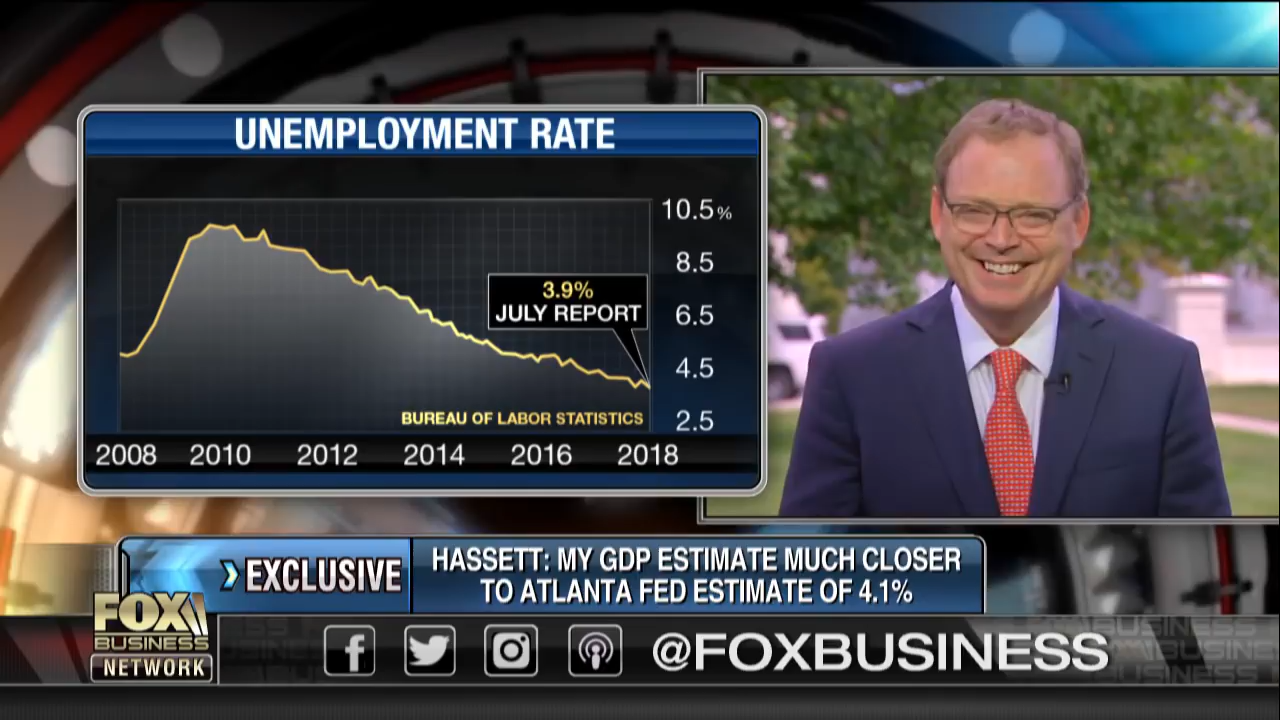 UNEMPLOYMENT RATE
10.5%
8.5
6.5
4.5
2.5
3.9%
JULY REPORT
BUREAU OF LABOR STATISTICS
2008 2010 2012 2014 2016 2018
EXCLUSIVE
HASSETT: MY GDP ESTIMATE MUCH CLOSER
TO ATLANTA FED ESTIMATE OF 4.1%
FOX
BUSINESS
NETWORK
@FOXBUSINESS
BUSINESS
BUSINESS